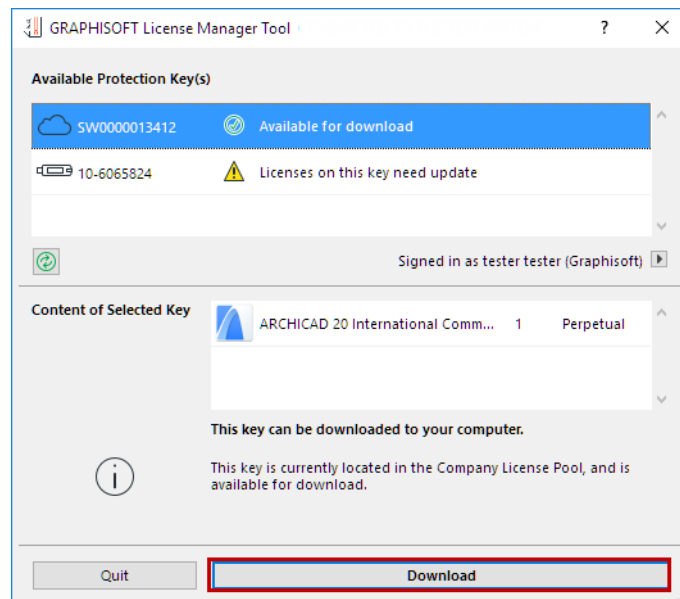 GRAPHISOFT License Manager Tool
Available Protection Key(s)
SW0000013412 Available for download
10-6065824 Licenses on this key need update
Signed in as tester tester (Graphisoft)
Content of Selected Key
ARCHICAD 20 International Comm... 1 Perpetual
This key can be downloaded to your computer.
This key is currently located in the Company License Pool, and is
available for download.
Quit Download